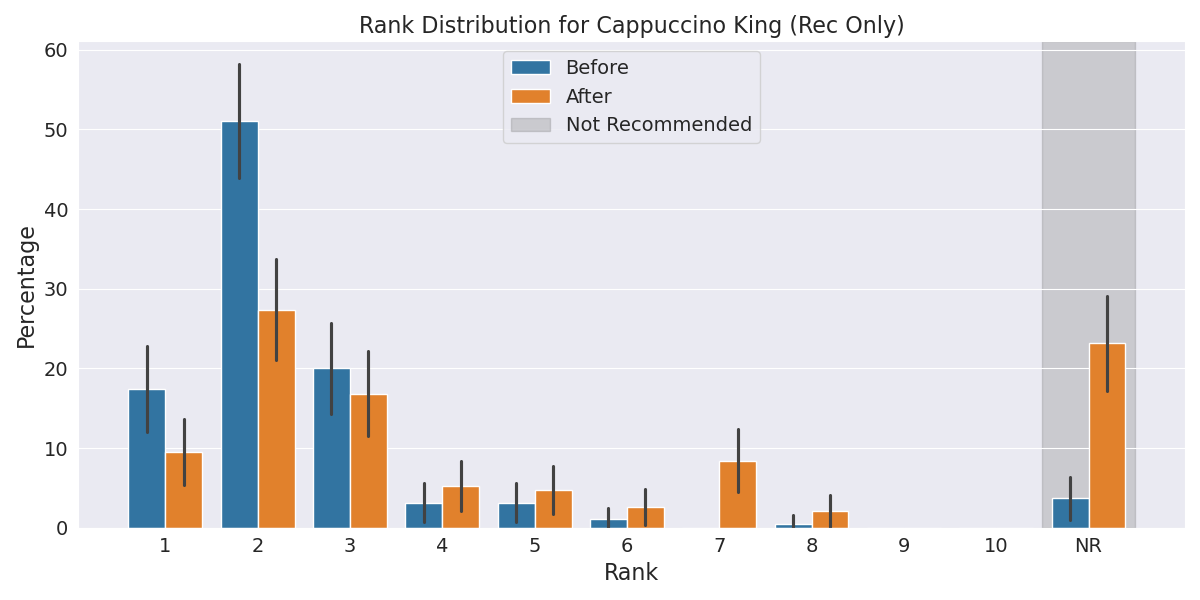 Rank Distribution for Cappuccino King (Rec Only)
Before
After
Not Recommended
60
50
40
30
20
10
0
Percentage
1 2 3 4 5 6 7 8 9 10 NR
Rank